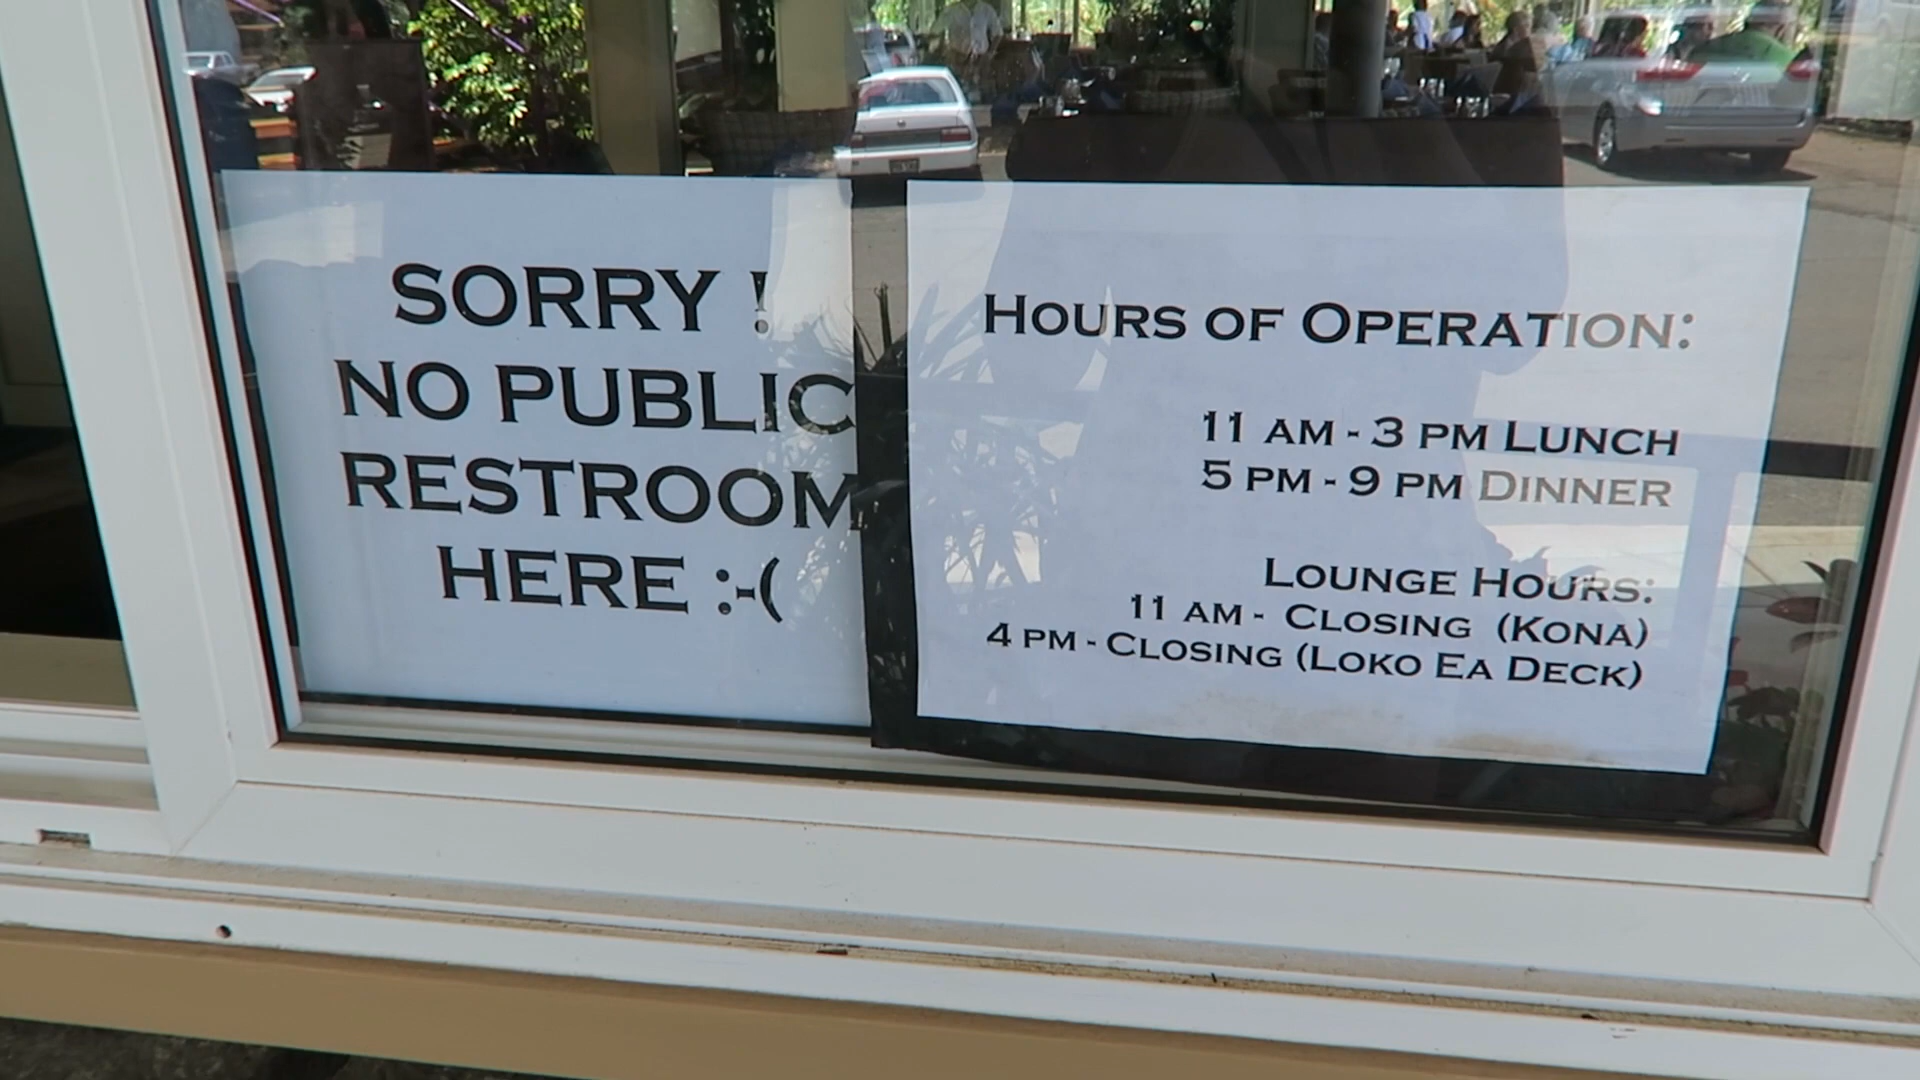 SORRY !
NO PUBLIC
RESTROOM
HERE :-(
HOURS OF OPERATION:
11 AM - 3 PM LUNCH
5 PM - 9 PM DINNER
LOUNGE HOURS:
11 AM - CLOSING (KONA)
4 PM - CLOSING (LOKO EA DECK)